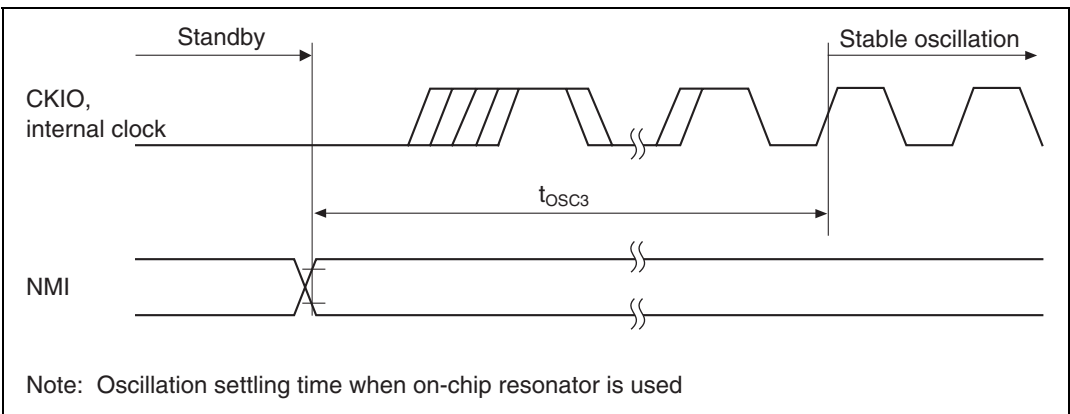 Standby
Stable oscillation
CKIO,
internal clock
tOSC3
NMI
Note: Oscillation settling time when on-chip resonator is used